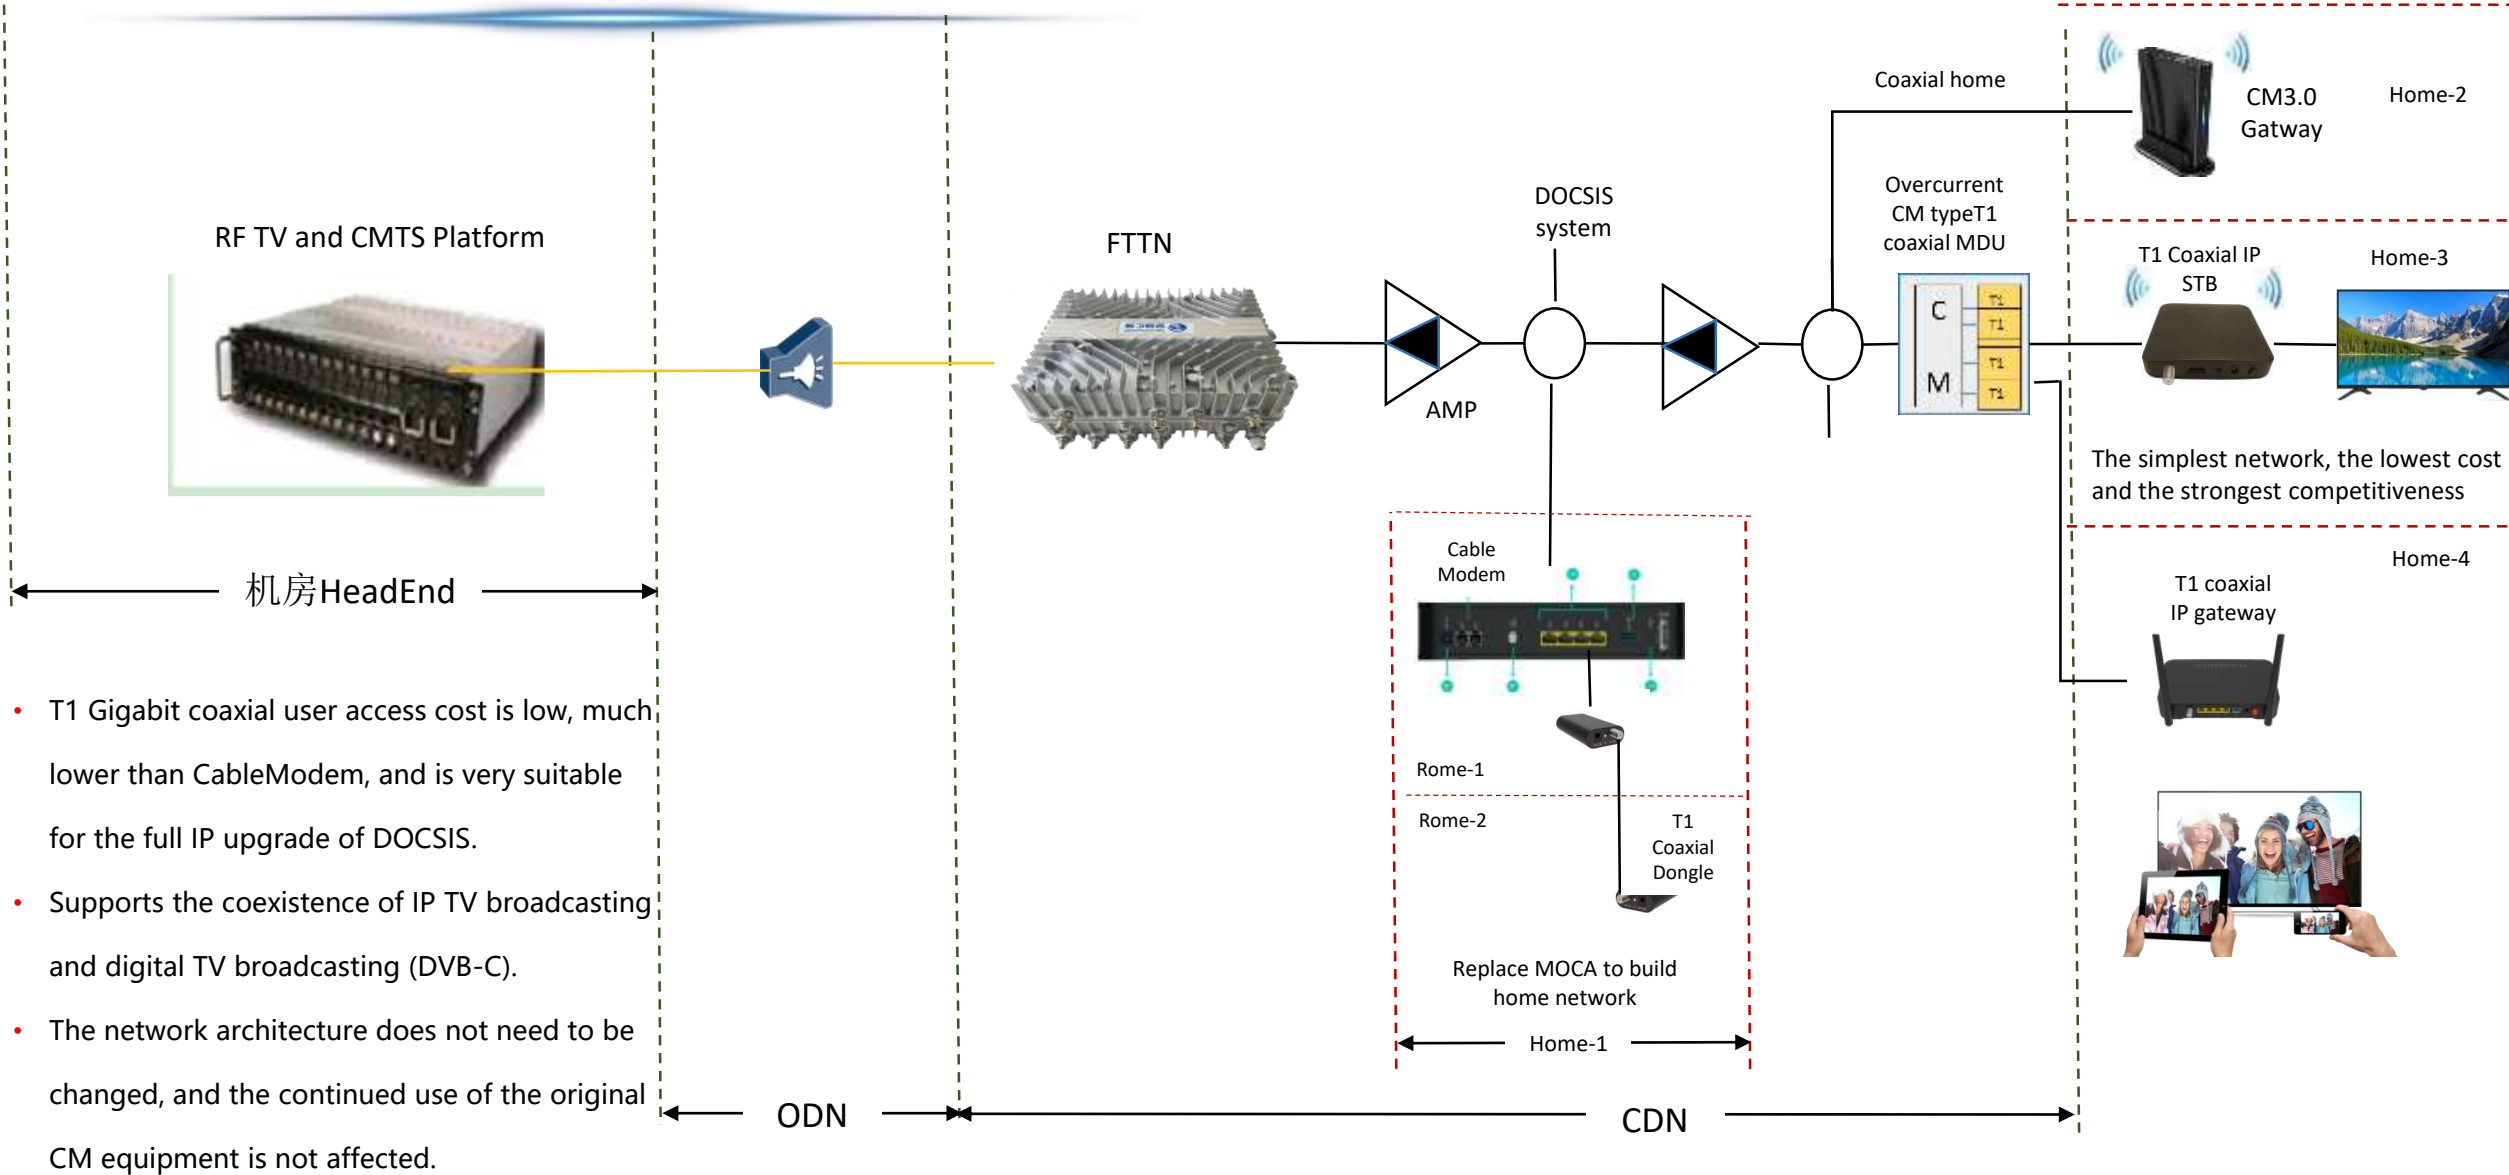 RF TV and CMTS Platform
机房HeadEnd
• T1 Gigabit coaxial user access cost is low, much
lower than CableModem, and is very suitable
for the full IP upgrade of DOCSIS.
• Supports the coexistence of IP TV broadcasting
and digital TV broadcasting (DVB-C).
• The network architecture does not need to be
changed, and the continued use of the original
CM equipment is not affected.
ODN
FTTN
AMP
DOCSIS
system
Cable
Modem
Rome-1
Rome-2
T1
Coaxial
Dongle
Replace MOCA to build
home network
Home-1
CDN
Coaxial home
Overcurrent
CM typeT1
coaxial MDU
C
M
T1
T1
T1
T1
CM3.0
Gatway
Home-2
T1 Coaxial IP
STB
Home-3
The simplest network, the lowest cost
and the strongest competitiveness
Home-4
T1 coaxial
IP gateway